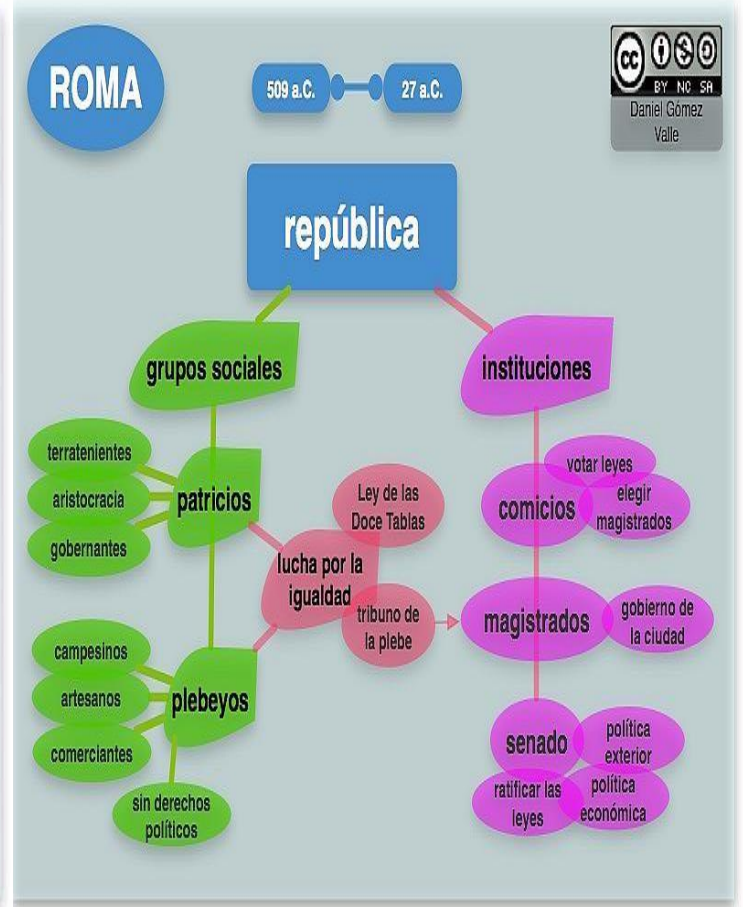 ROMA
509 a.C.
27 a.C.
cc
BY NC SA
Daniel Gómez
Valle
república
grupos sociales
instituciones
terratenientes
aristocracia
gobernantes
patricios
Ley de las
Doce Tablas
lucha por la
igualdad
tribuno de
la plebe
campesinos
artesanos
comerciantes
plebeyos
sin derechos
políticos
comicios
votar leyes
elegir
magistrados
magistrados
gobierno de
la ciudad
senado
política
exterior
ratificar las
leyes
política
económica